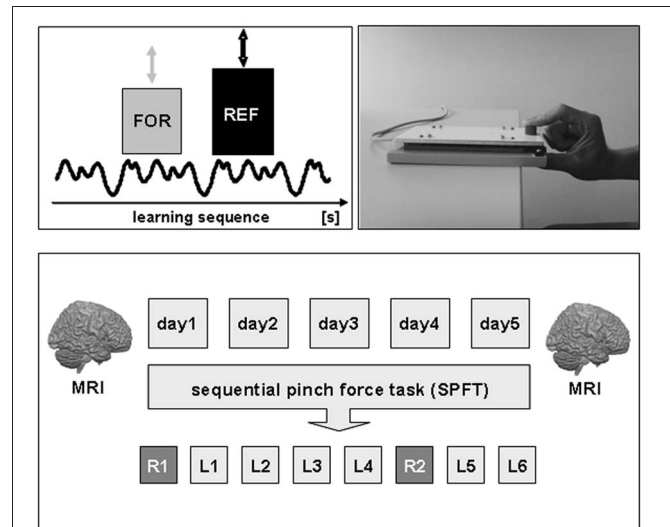 FOR
REF
learning sequence [s]
day1 day2 day3 day4 day5
MRI
MRI
sequential pinch force task (SPFT)
R1 L1 L2 L3 L4 R2 L5 L6